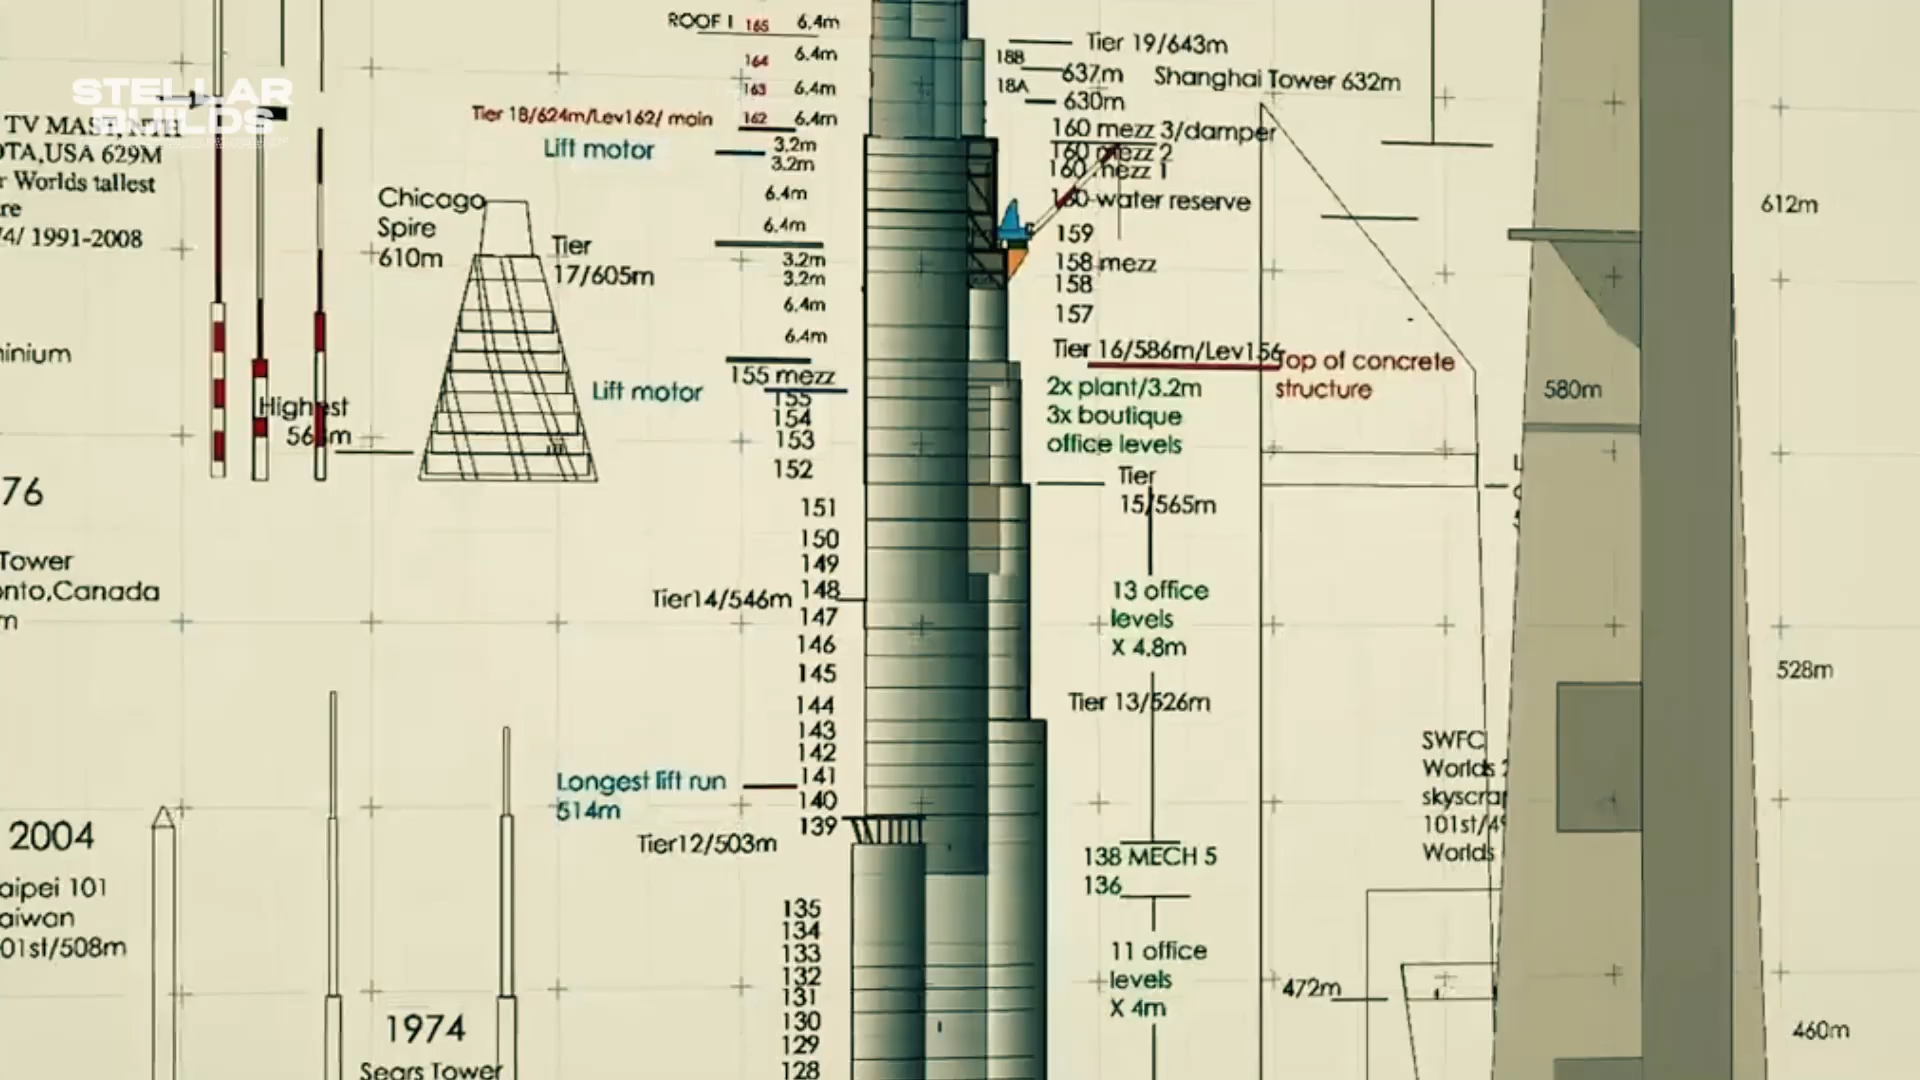 STELLAR
BUILDS
TV MAST, NTH
OTA,USA 629M
r Worlds tallest
re
/4/ 1991-2008
minium
76
Tower
onto,Canada
m
2004
aipei 101
aiwan
01st/508m
Chicago
Spire
610m
Tier
17/605m
Highest
1974
Sears Tower
ROOF I
165
164
163
162
6.4m
6.4m
6.4m
6.4m
Tier 18/624m/Lev162/ main
Lift motor
3.2m
3.2m
6.4m
6.4m
3.2m
3.2m
6.4m
6.4m
155 mezz
Lift motor
155
154
153
152
151
150
149
148
Tier14/546m
147
146
145
144
143
142
141
Longest lift run
514m
140
139
Tier12/503m
135
134
133
132
131
130
129
128
Tier 19/643m
18B
637m
18A
630m
Shanghai Tower 632m
160 mezz 3/damper
160 mezz 2
160 mezz 1
160 water reserve
159
158 mezz
158
157
Tier 16/586m/Lev156
Top of concrete
structure
2x plant/3.2m
3x boutique
office levels
Tier
15/565m
13 office
levels
X 4.8m
Tier 13/526m
138 MECH 5
136
11 office
levels
X 4m
SWFC
Worlds
101st/4
Worlds
472m
612m
580m
528m
460m